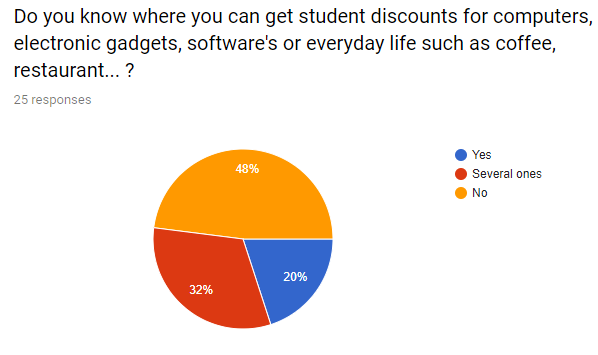 Do you know where you can get student discounts for computers,
electronic gadgets, software's or everyday life such as coffee,
restaurant... ?
25 responses
48%
32%
20%
Yes
Several ones
No